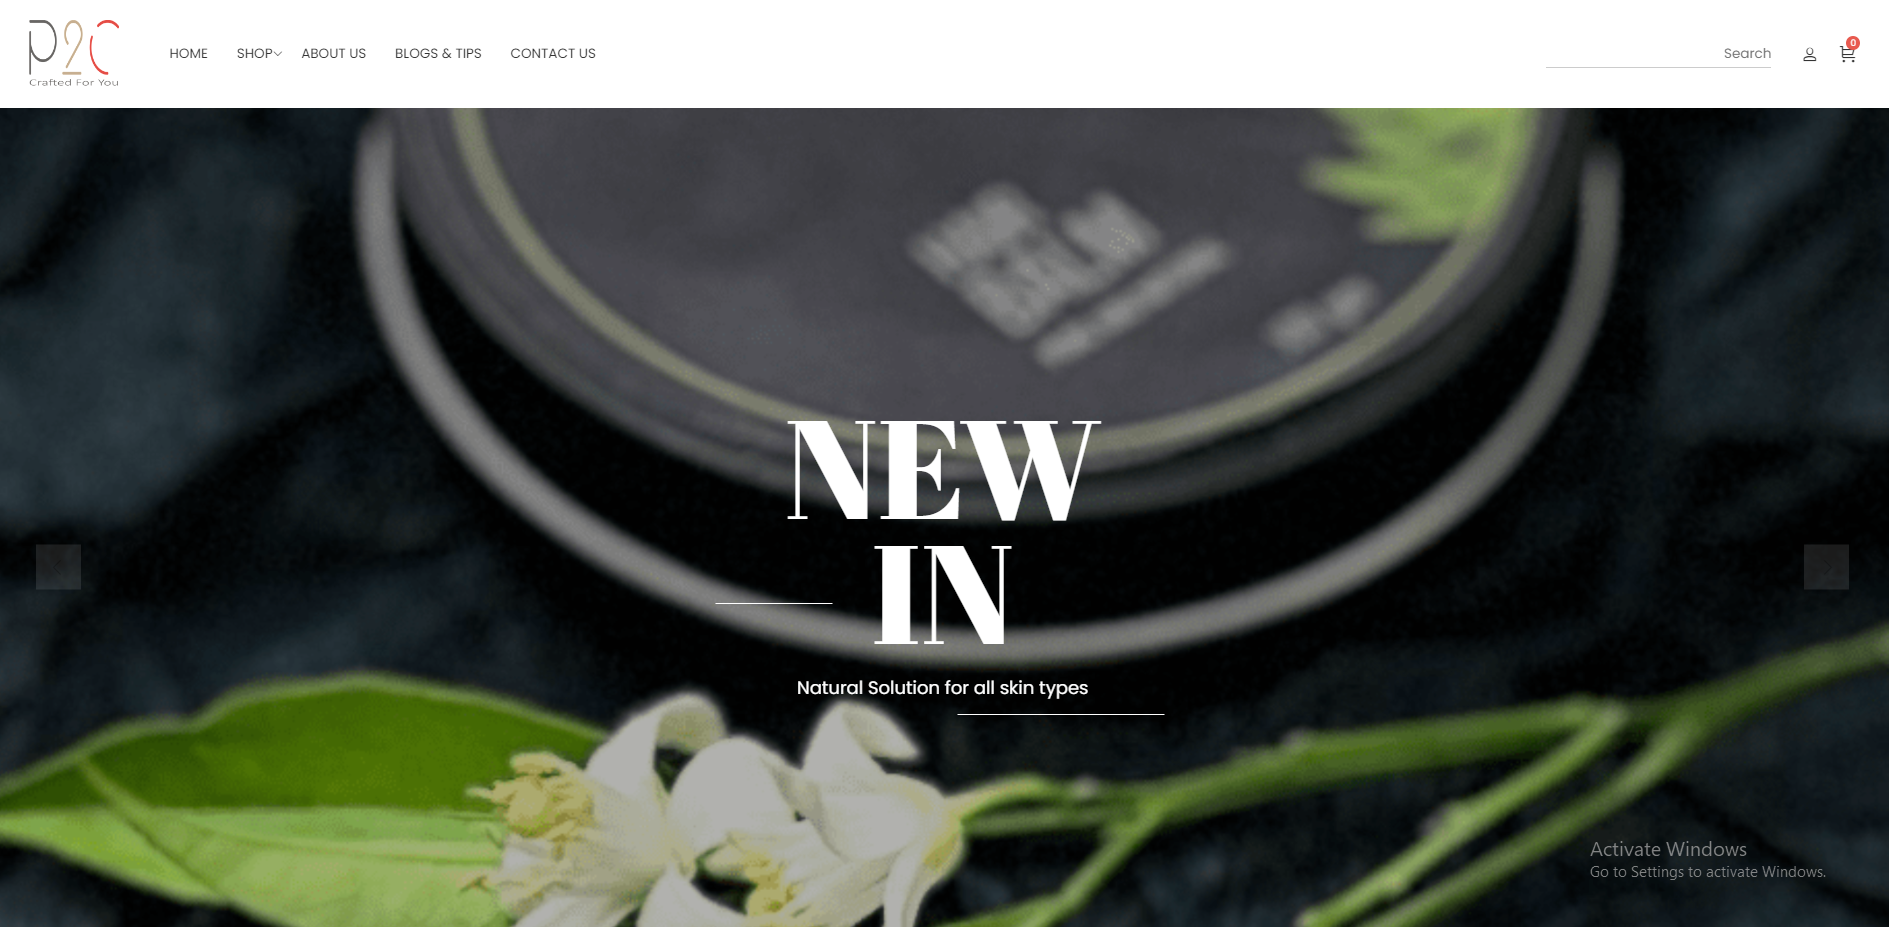 P2C
Crafted For You
HOME SHOP ABOUT US BLOGS & TIPS CONTACT US
Search
0
NEW
IN
Natural Solution for all skin types
Activate Windows
Go to Settings to activate Windows.